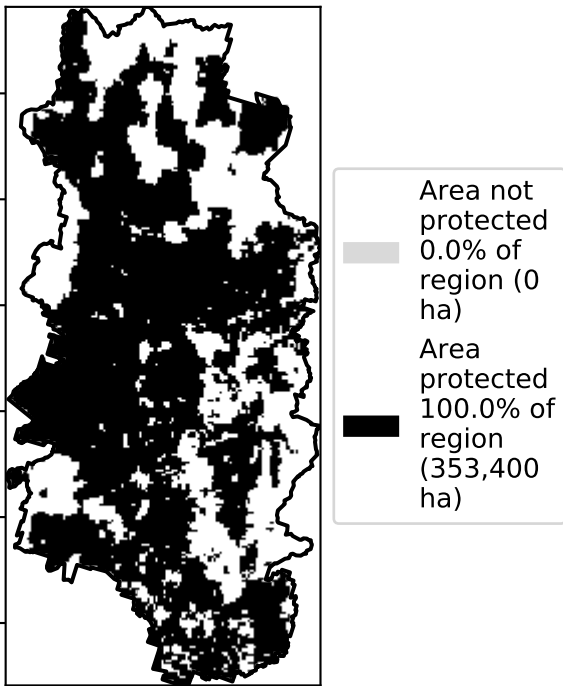 Area not
protected
0.0% of
region (0
ha)
Area
protected
100.0% of
region
(353,400
ha)